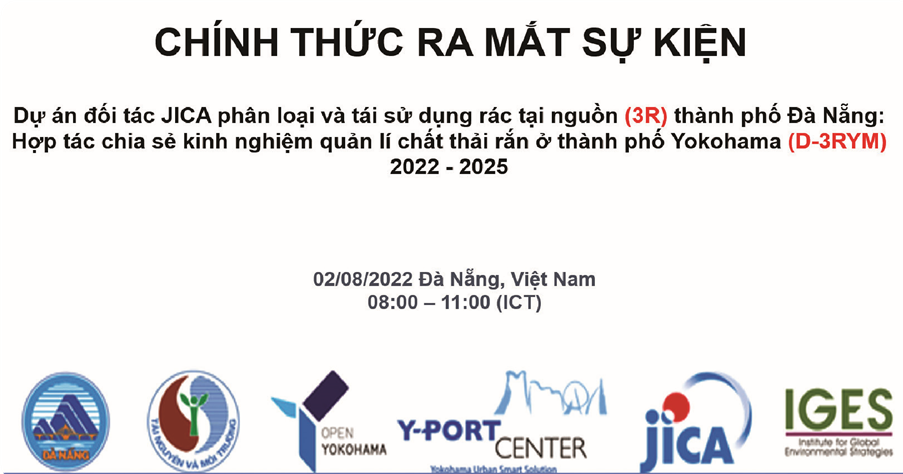 CHÍNH THỨC RA MẮT SỰ KIỆN
Dự án đối tác JICA phân loại và tái sử dụng rác tại nguồn (3R) thành phố Đà Nẵng:
Hợp tác chia sẻ kinh nghiệm quản lí chất thải rắn ở thành phố Yokohama (D-3RYM)
2022 - 2025
02/08/2022 Đà Nẵng, Việt Nam
08:00 – 11:00 (ICT)
ĐÀ NẴNG
TÀI NGUYÊN VÀ MÔI TRƯỜNG
OPEN
YOKOHAMA
Y-PORT
CENTER
Yokohama Urban Smart Solution
jICA
IGES
Institute for Global
Environmental Strategies